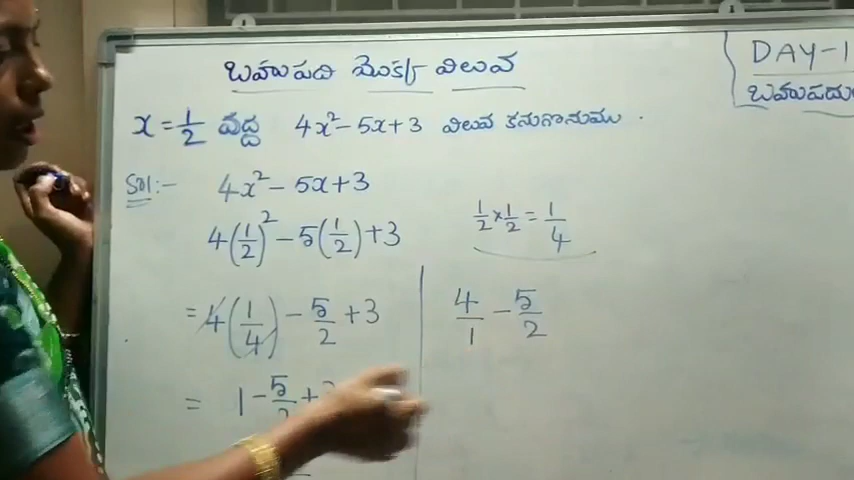 బహుపది మొక్క విలువ
DAY-1
x = 1/2 వద్ద 4x² - 5x + 3 విలువ కనుగొనుము.
Sol:- 4x² - 5x + 3
4(1/2)² - 5(1/2) + 3
1/2 × 1/2 = 1/4
= 4(1/4) - 5/2 + 3
4/1 - 5/2
= 1 - 5/2 +